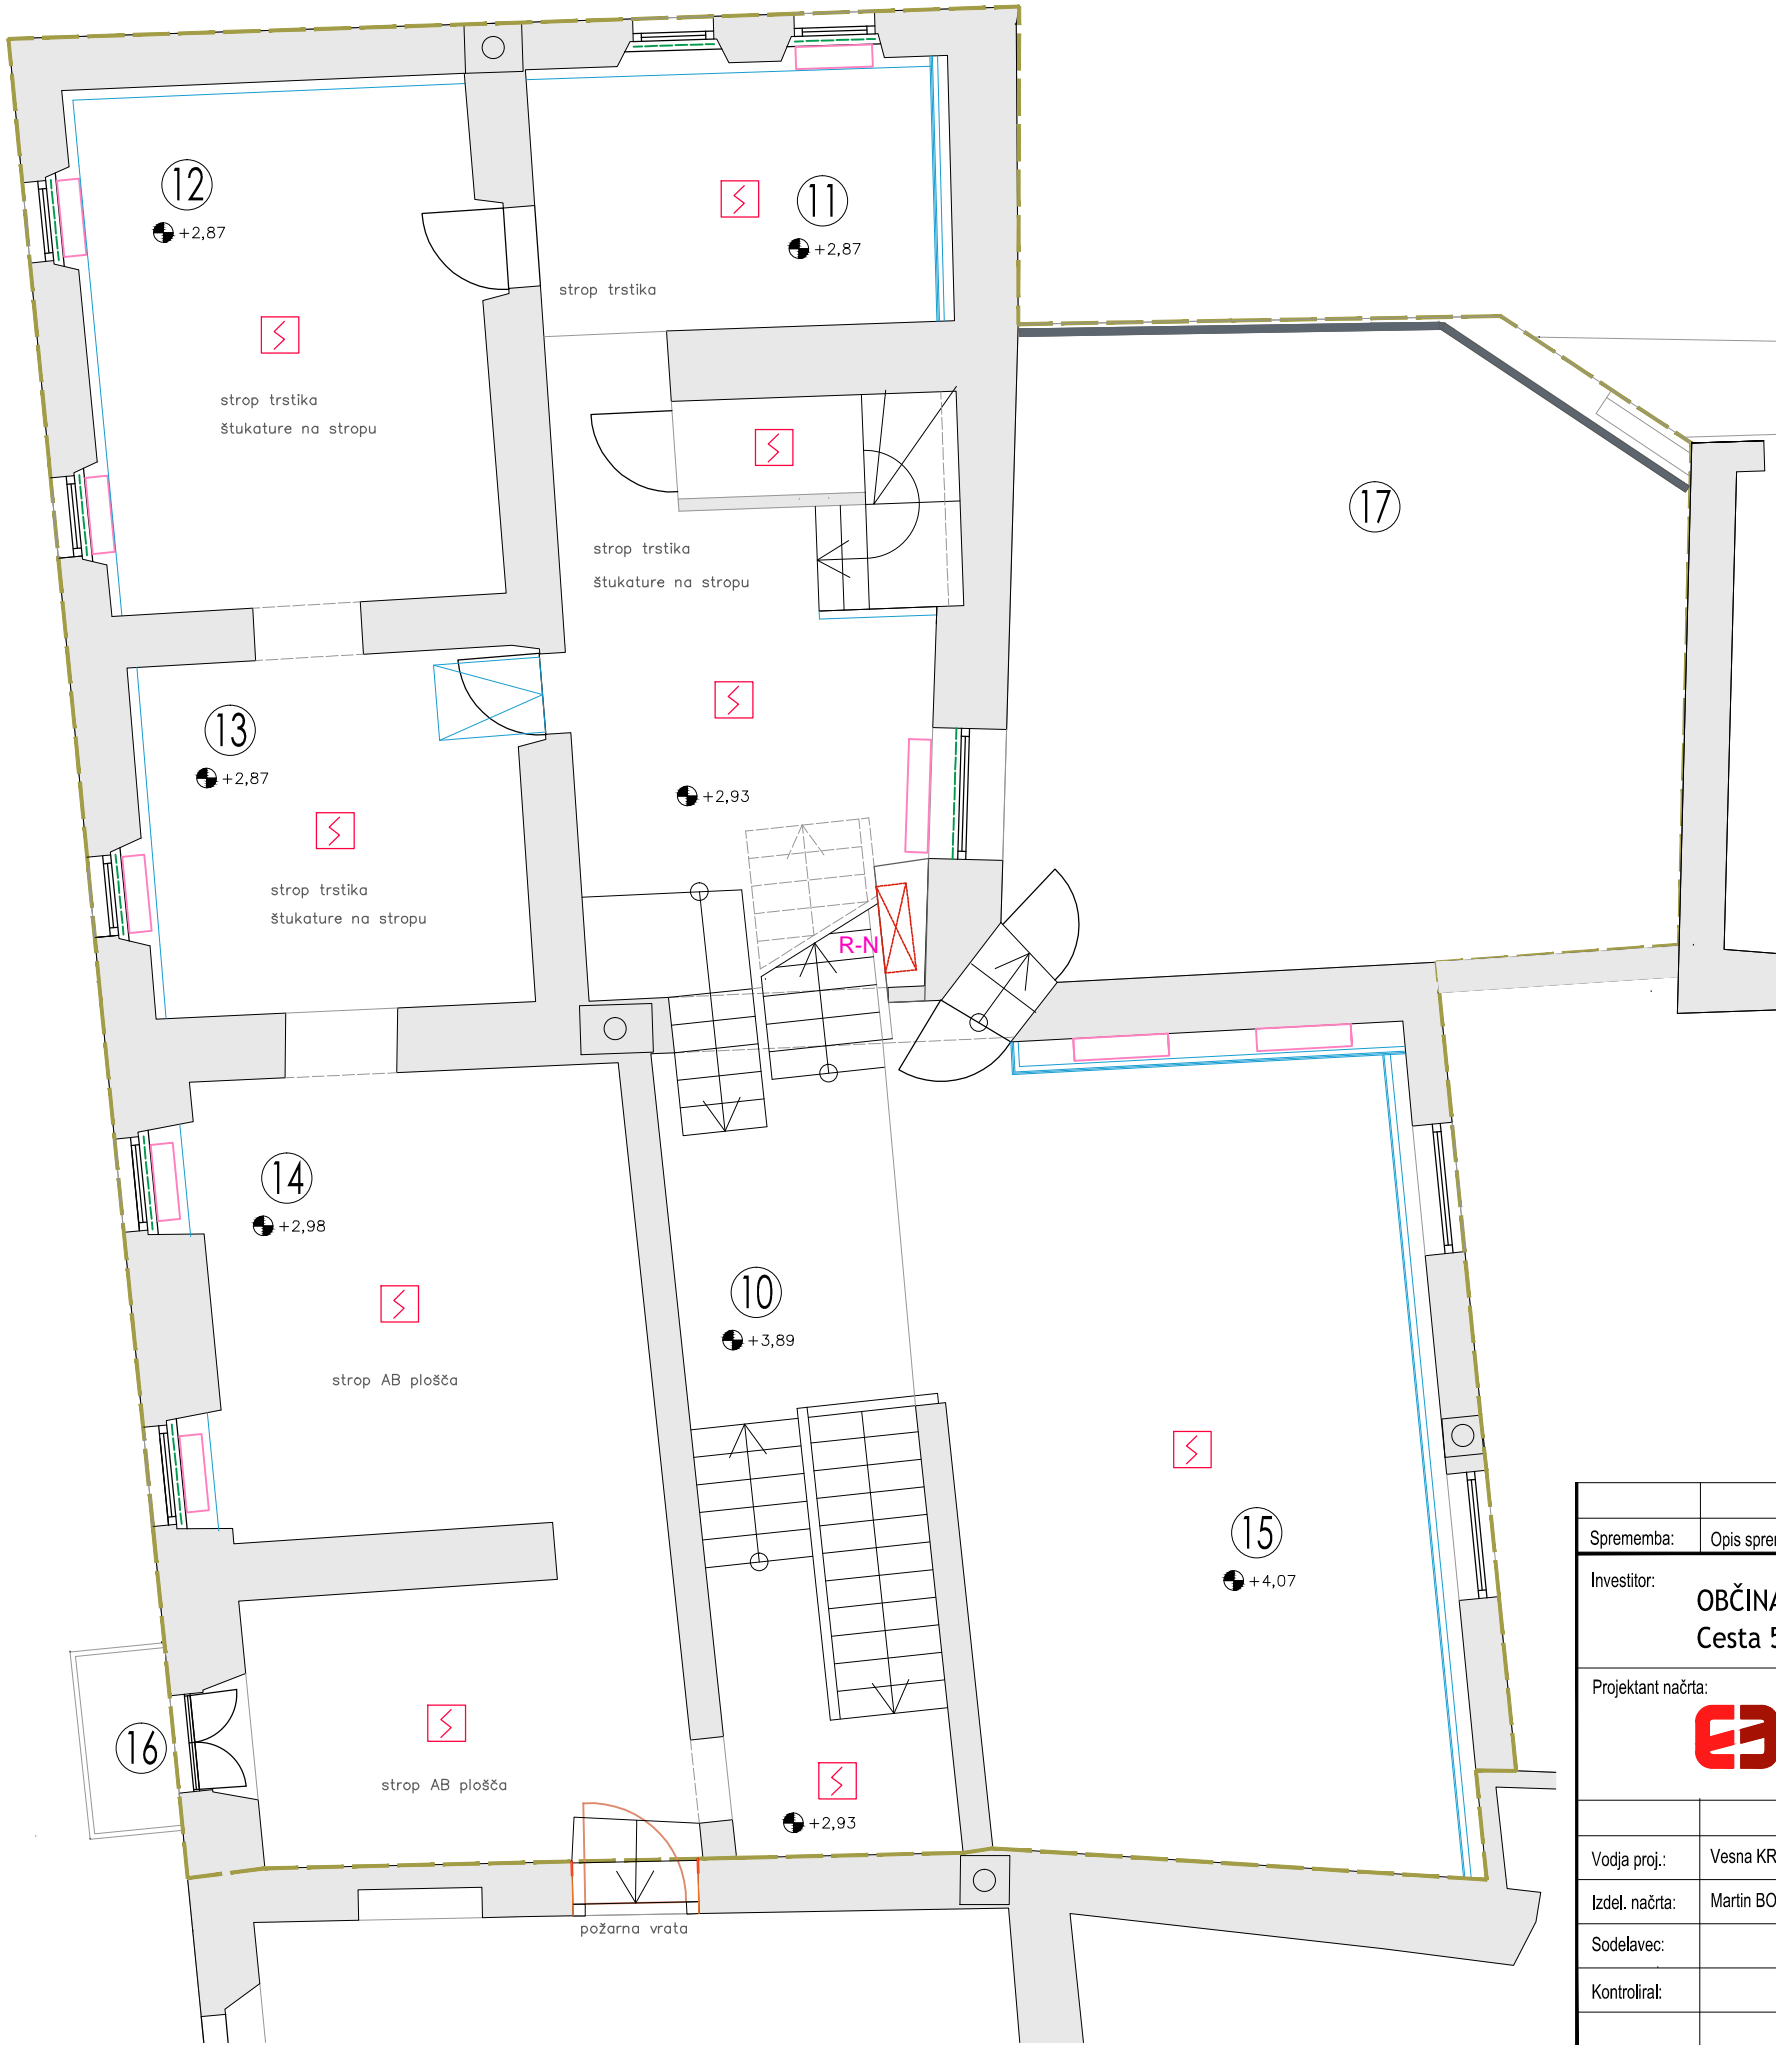 12
+2,87
11
+2,87
strop trstika
strop trstika
štukature na stropu
17
strop trstika
štukature na stropu
13
+2,87
+2,93
strop trstika
štukature na stropu
R-N
14
+2,98
10
+3,89
strop AB plošča
15
+4,07
16
strop AB plošča
+2,93
požarna vrata
Sprememba:
Opis
Investitor:
OBČINA
Cesta 5
Projektant načrta:
Vodja proj.:
Vesna KR
Izdel. načrta:
Martin BO
Sodelavec:
Kontroliral: